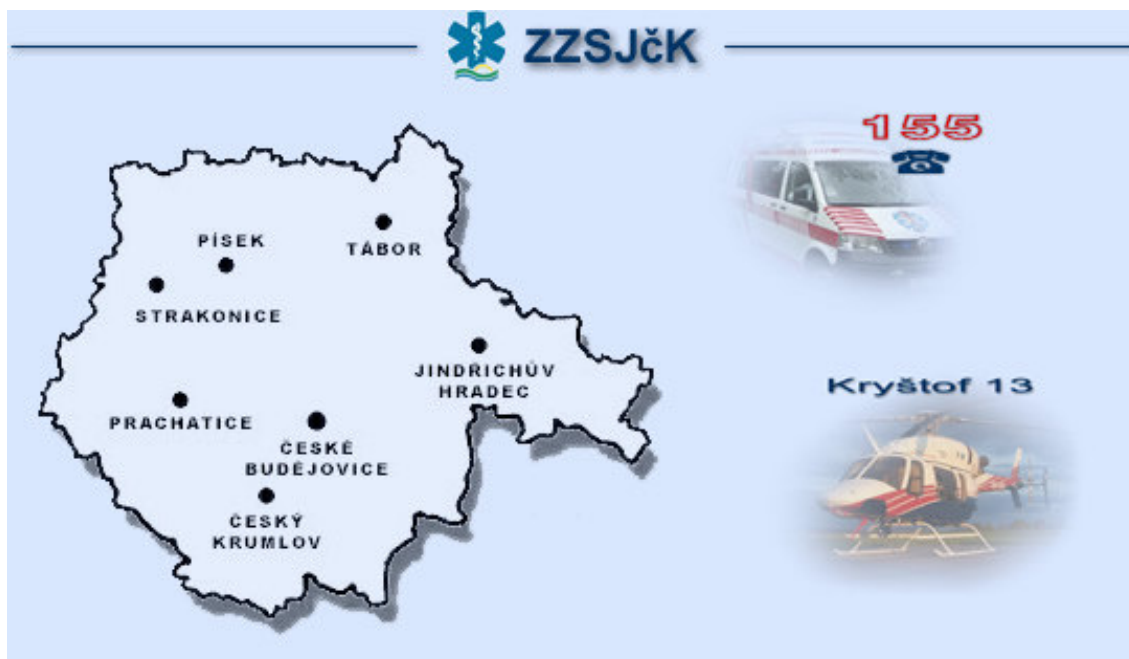 ZZSJčK
155
PÍSEK
TÁBOR
STRAKONICE
JINDŘICHŮV
HRADEC
Kryštof 13
PRACHATICE
ČESKÉ
BUDĚJOVICE
ČESKÝ
KRUMLOV